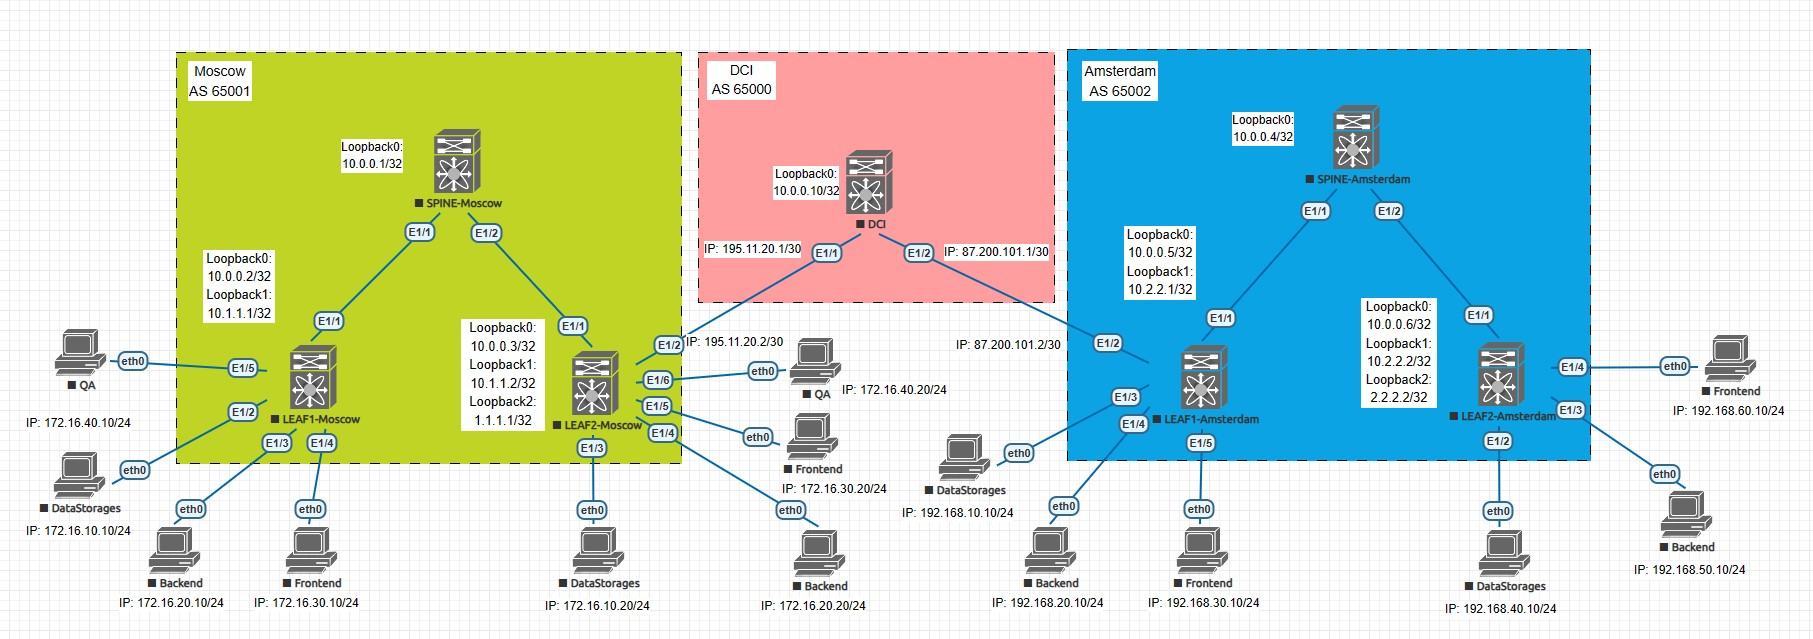 Moscow
AS 65001
Loopback0:
10.0.0.1/32
SPINE-Moscow
E1/1
E1/2
Loopback0:
10.0.0.2/32
Loopback1:
10.1.1.1/32
E1/1
E1/5
LEAF1-Moscow
E1/2
E1/3
E1/4
Loopback0:
10.0.0.3/32
Loopback1:
10.1.1.2/32
Loopback2:
1.1.1.1/32
E1/1
E1/2
E1/6
E1/5
E1/4
LEAF2-Moscow
E1/3
eth0
QA
IP: 172.16.40.10/24
eth0
DataStorages
IP: 172.16.10.10/24
eth0
Backend
IP: 172.16.20.10/24
eth0
Frontend
IP: 172.16.30.10/24
eth0
DataStorages
IP: 172.16.10.20/24
eth0
Backend
IP: 172.16.20.20/24
eth0
Frontend
IP: 172.16.30.20/24
eth0
QA
IP: 172.16.40.20/24
DCI
AS 65000
Loopback0:
10.0.0.10/32
DCI
IP: 195.11.20.1/30
E1/1
E1/2
IP: 87.200.101.1/30
IP: 195.11.20.2/30
IP: 87.200.101.2/30
Amsterdam
AS 65002
Loopback0:
10.0.0.4/32
SPINE-Amsterdam
E1/1
E1/2
Loopback0:
10.0.0.5/32
Loopback1:
10.2.2.1/32
E1/1
E1/2
E1/3
E1/4
LEAF1-Amsterdam
E1/5
Loopback0:
10.0.0.6/32
Loopback1:
10.2.2.2/32
Loopback2:
2.2.2.2/32
E1/1
E1/4
E1/3
LEAF2-Amsterdam
E1/2
eth0
DataStorages
IP: 192.168.10.10/24
eth0
Backend
IP: 192.168.20.10/24
eth0
Frontend
IP: 192.168.30.10/24
eth0
DataStorages
IP: 192.168.40.10/24
eth0
Backend
IP: 192.168.50.10/24
eth0
Frontend
IP: 192.168.60.10/24